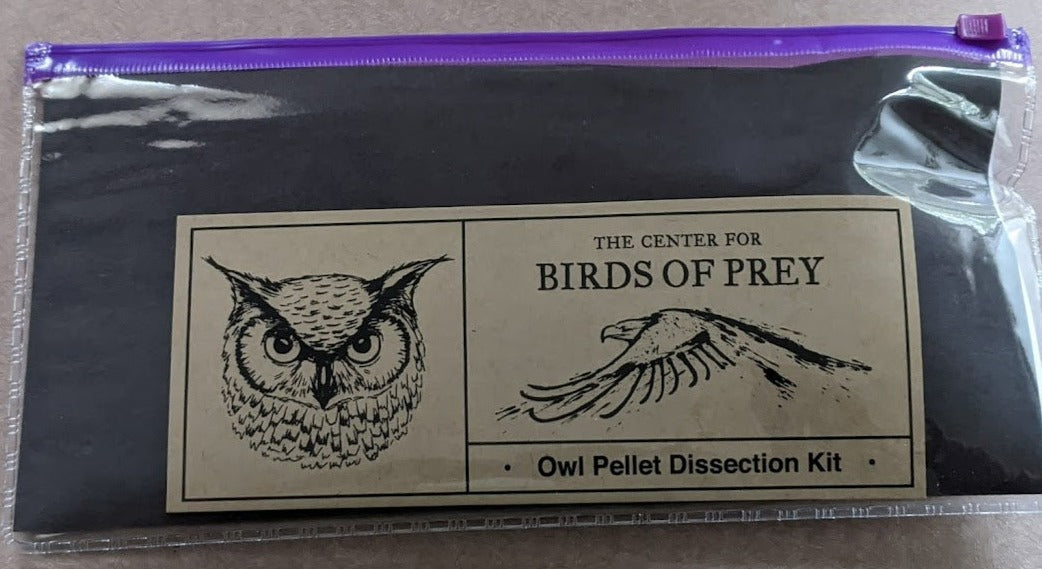 THE CENTER FOR
BIRDS OF PREY
• Owl Pellet Dissection Kit •